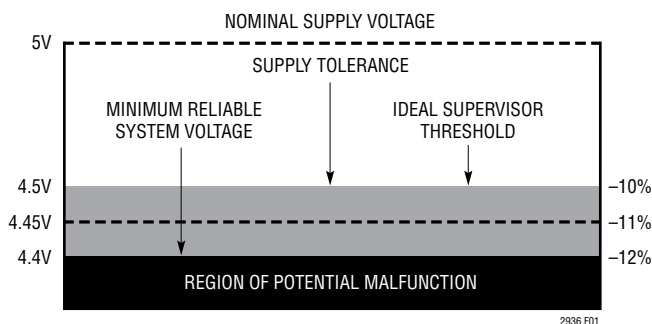 NOMINAL SUPPLY VOLTAGE
5V
SUPPLY TOLERANCE
MINIMUM RELIABLE
SYSTEM VOLTAGE
IDEAL SUPERVISOR
THRESHOLD
4.5V
–10%
4.45V
–11%
4.4V
–12%
REGION OF POTENTIAL MALFUNCTION
2936 F01